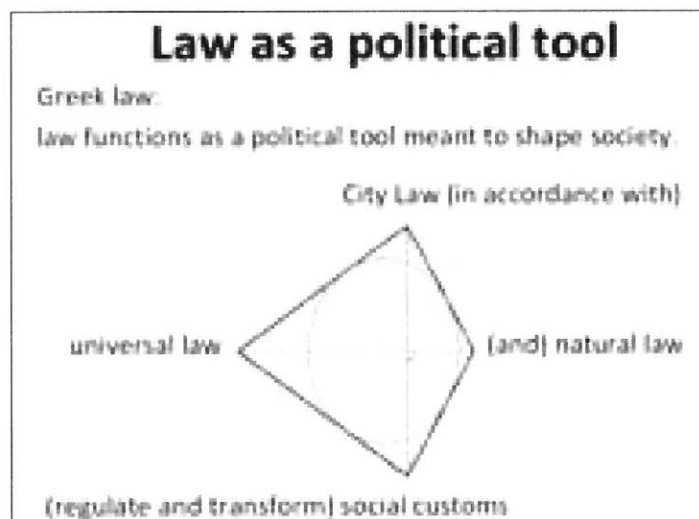 Law as a political tool
Greek law:
law functions as a political tool meant to shape society.
City Law (in accordance with)
universal law
(and) natural law
(regulate and transform) social customs